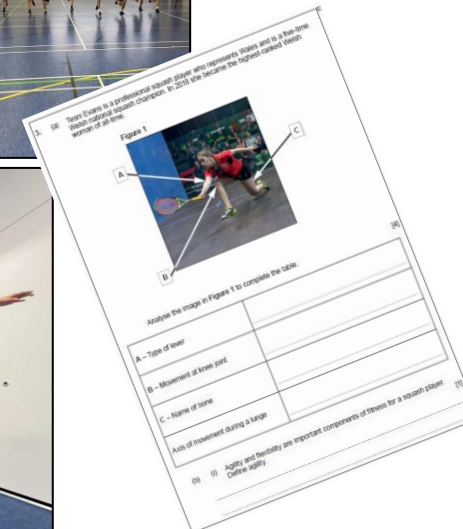 3. (a) Tesni Evans is a professional squash player who represents Wales and is a five-time
Welsh national squash champion. In 2018 she became the highest-ranked Welsh
woman of all-time.
Figure 1
A
C
B
[4]
Analyse the image in Figure 1 to complete the table.
A – Type of lever
B – Movement at knee joint
C – Name of bone
Axis of movement during a lunge
(b) (i) Agility and flexibility are important components of fitness for a squash player.
Define agility. [1]